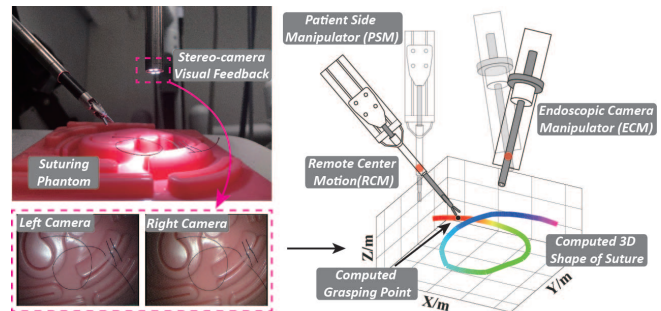 Stereo-camera
Visual Feedback
Suturing
Phantom
Left Camera
Right Camera
Patient Side
Manipulator (PSM)
Endoscopic Camera
Manipulator (ECM)
Remote Center
Motion(RCM)
Computed
Grasping Point
Computed 3D
Shape of Suture
Z/m
X/m
Y/m